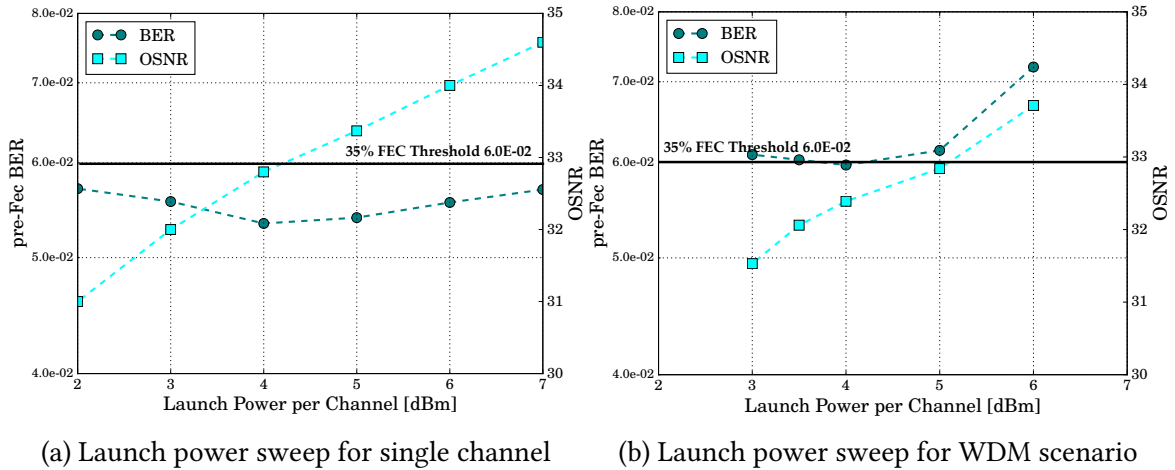 8.0e-02
7.0e-02
6.0e-02
5.0e-02
4.0e-02
pre-Fec BER
BER
OSNR
35% FEC Threshold 6.0E-02
35
34
33
32
31
30
OSNR
2 3 4 5 6 7
Launch Power per Channel [dBm]
(a) Launch power sweep for single channel
8.0e-02
7.0e-02
6.0e-02
5.0e-02
4.0e-02
pre-Fec BER
BER
OSNR
35% FEC Threshold 6.0E-02
35
34
33
32
31
30
OSNR
2 3 4 5 6 7
Launch Power per Channel [dBm]
(b) Launch power sweep for WDM scenario